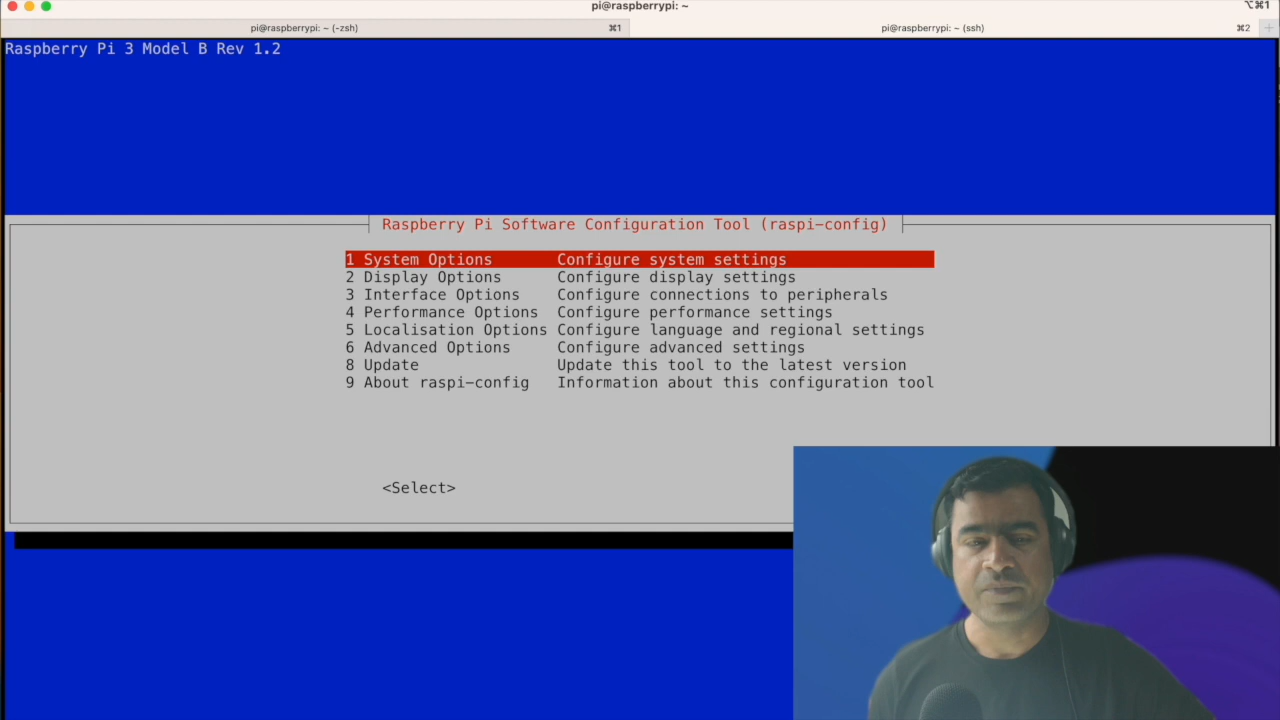 pi@raspberrypi: ~
⌥⌘1
pi@raspberrypi: ~ (-zsh)
⌘1
pi@raspberrypi: ~ (ssh)
⌘2
Raspberry Pi 3 Model B Rev 1.2
Raspberry Pi Software Configuration Tool (raspi-config)
1 System Options Configure system settings
2 Display Options Configure display settings
3 Interface Options Configure connections to peripherals
4 Performance Options Configure performance settings
5 Localisation Options Configure language and regional settings
6 Advanced Options Configure advanced settings
8 Update Update this tool to the latest version
9 About raspi-config Information about this configuration tool
<Select>